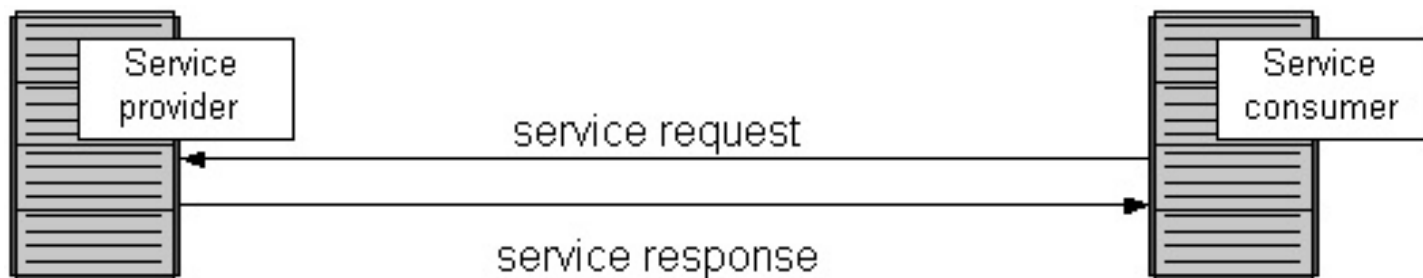 Service
provider
Service
consumer
service request
service response